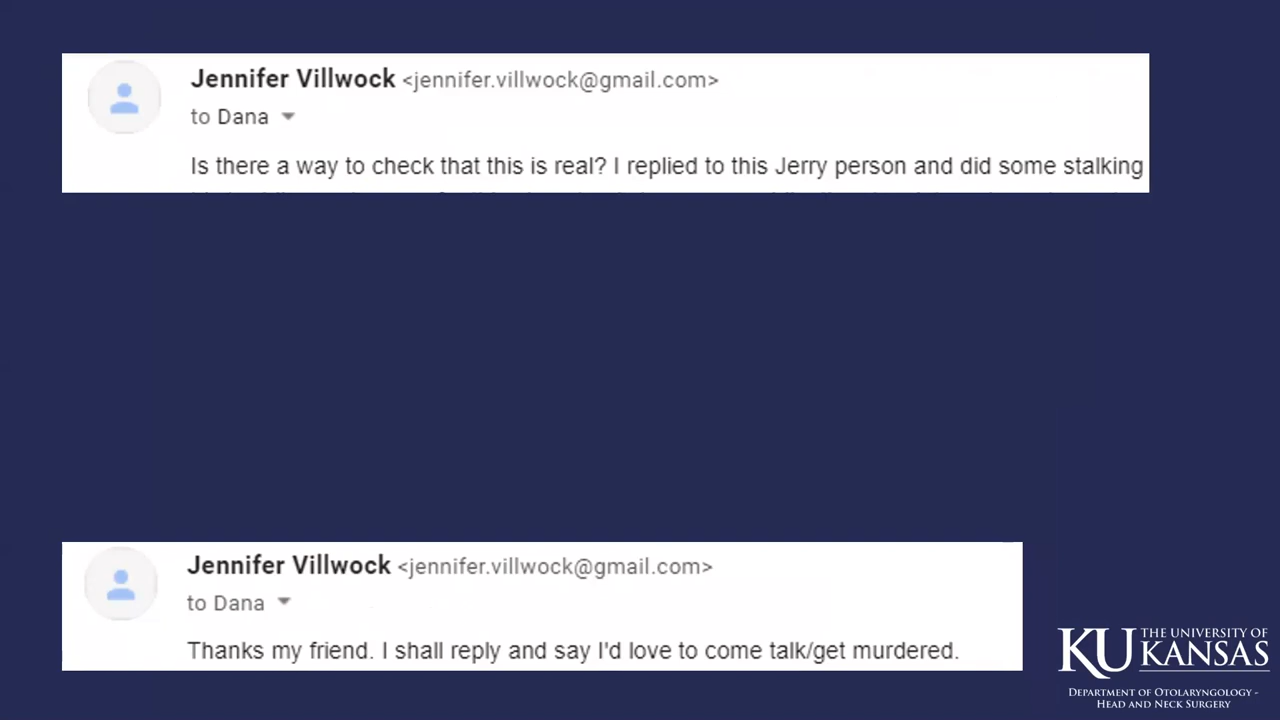 Jennifer Villwock <jennifer.villwock@gmail.com>
to Dana
Is there a way to check that this is real? I replied to this Jerry person and did some stalking
Jennifer Villwock <jennifer.villwock@gmail.com>
to Dana
Thanks my friend. I shall reply and say I'd love to come talk/get murdered.
KU THE UNIVERSITY OF
KANSAS
DEPARTMENT OF OTOLARYNGOLOGY -
HEAD AND NECK SURGERY